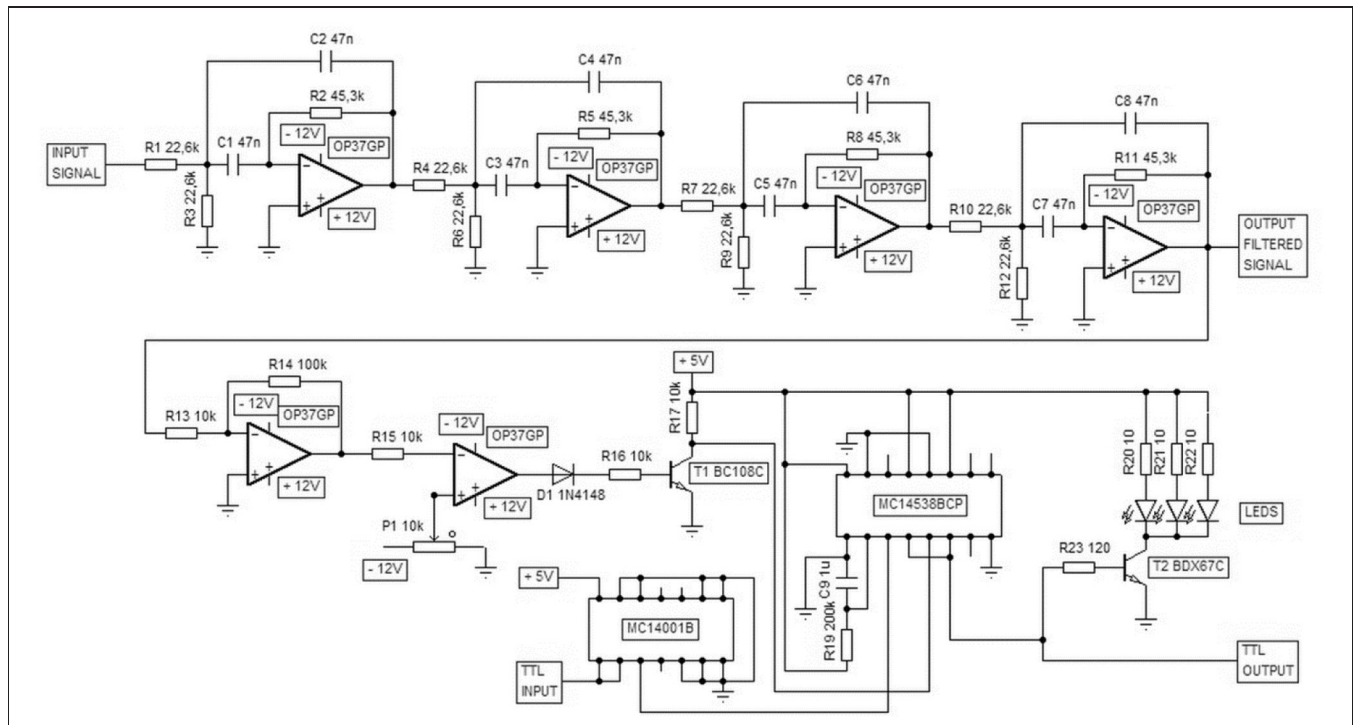 C2 47n
C4 47n
C6 47n
C8 47n
R2 45,3k
R5 45,3k
R8 45,3k
R11 45,3k
- 12V
OP37GP
- 12V
OP37GP
- 12V
OP37GP
- 12V
OP37GP
INPUT
SIGNAL
R1 22,6k
C1 47n
R3 22,6k
+ 12V
R4 22,6k
C3 47n
R6 22,6k
+ 12V
R7 22,6k
C5 47n
R9 22,6k
+ 12V
R10 22,6k
C7 47n
R12 22,6k
+ 12V
OUTPUT
FILTERED
SIGNAL
R14 100k
- 12V
OP37GP
R13 10k
+ 12V
R15 10k
- 12V
OP37GP
+ 12V
P1 10k
- 12V
D1 1N4148
R16 10k
+ 5V
R17 10k
T1 BC108C
MC14538BCP
C9 1u
R19 200k
R20 10
R21 10
R22 10
LEDS
R23 120
T2 BDX67C
+ 5V
MC14001B
TTL
INPUT
TTL
OUTPUT